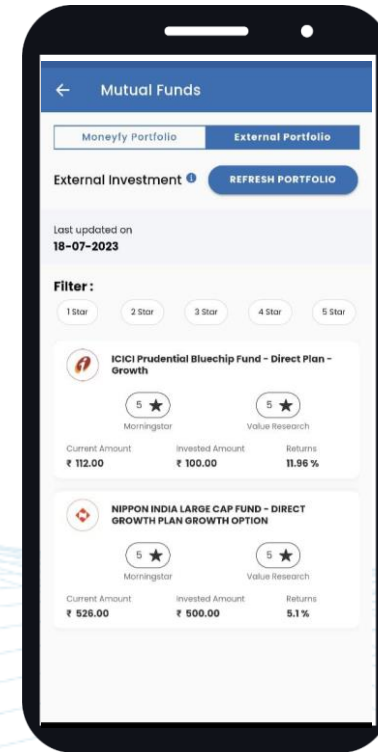 Mutual Funds
Moneyfy Portfolio External Portfolio
External Investment REFRESH PORTFOLIO
Last updated on
18-07-2023
Filter :
1 Star 2 Star 3 Star 4 Star 5 Star
ICICI Prudential Bluechip Fund - Direct Plan -
Growth
5 ★ 5 ★
Morningstar Value Research
Current Amount Invested Amount Returns
₹ 112.00 ₹ 100.00 11.96 %
NIPPON INDIA LARGE CAP FUND - DIRECT
GROWTH PLAN GROWTH OPTION
5 ★ 5 ★
Morningstar Value Research
Current Amount Invested Amount Returns
₹ 526.00 ₹ 500.00 5.1 %